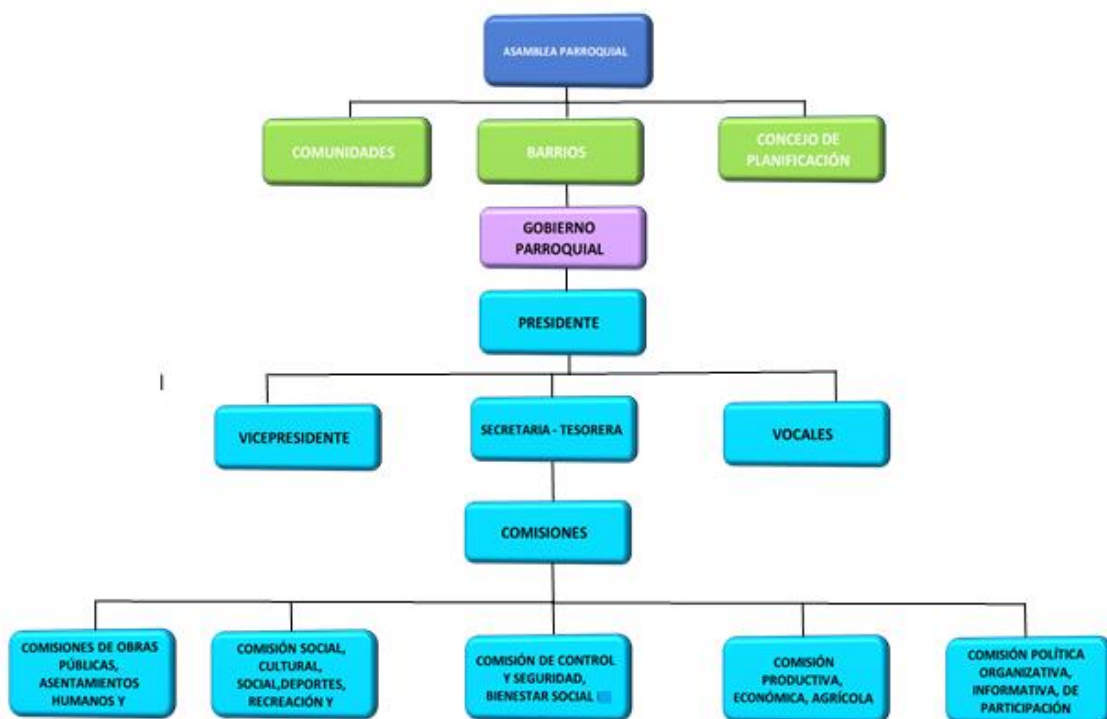 ASAMBLEA PARROQUIAL
COMUNIDADES
BARRIOS
CONCEJO DE
PLANIFICACIÓN
GOBIERNO
PARROQUIAL
PRESIDENTE
VICEPRESIDENTE
SECRETARIA - TESORERA
VOCALES
COMISIONES
COMISIONES DE OBRAS
PÚBLICAS,
ASENTAMIENTOS
HUMANOS Y
COMISIÓN SOCIAL,
CULTURAL,
SOCIAL,DEPORTES,
RECREACIÓN Y
COMISIÓN DE CONTROL
Y SEGURIDAD,
BIENESTAR SOCIAL
COMISIÓN
PRODUCTIVA,
ECONÓMICA, AGRÍCOLA
COMISIÓN POLÍTICA
ORGANIZATIVA,
INFORMATIVA, DE
PARTICIPACIÓN